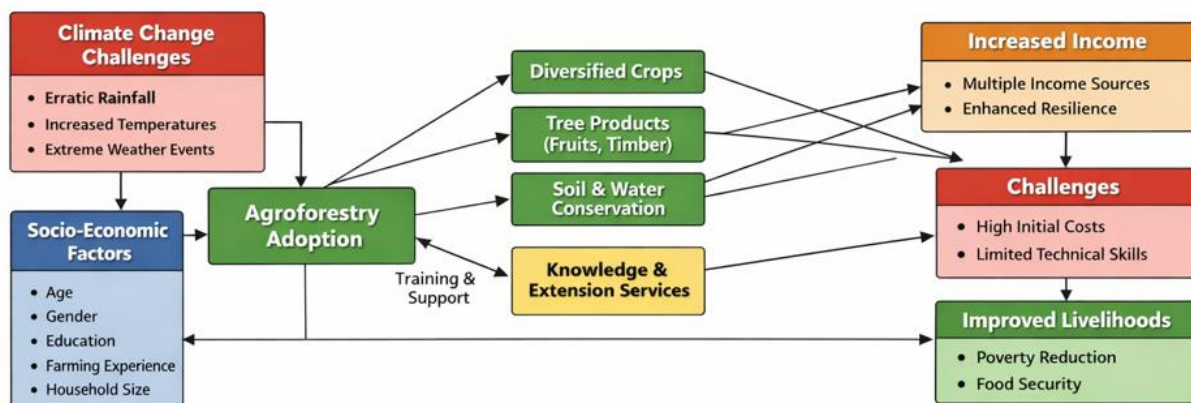 Climate Change
Challenges
• Erratic Rainfall
• Increased Temperatures
• Extreme Weather Events
Socio-Economic
Factors
• Age
• Gender
• Education
• Farming Experience
• Household Size
Agroforestry
Adoption
Training &
Support
Diversified Crops
Tree Products
(Fruits, Timber)
Soil & Water
Conservation
Knowledge &
Extension Services
Increased Income
• Multiple Income Sources
• Enhanced Resilience
Challenges
• High Initial Costs
• Limited Technical Skills
Improved Livelihoods
• Poverty Reduction
• Food Security